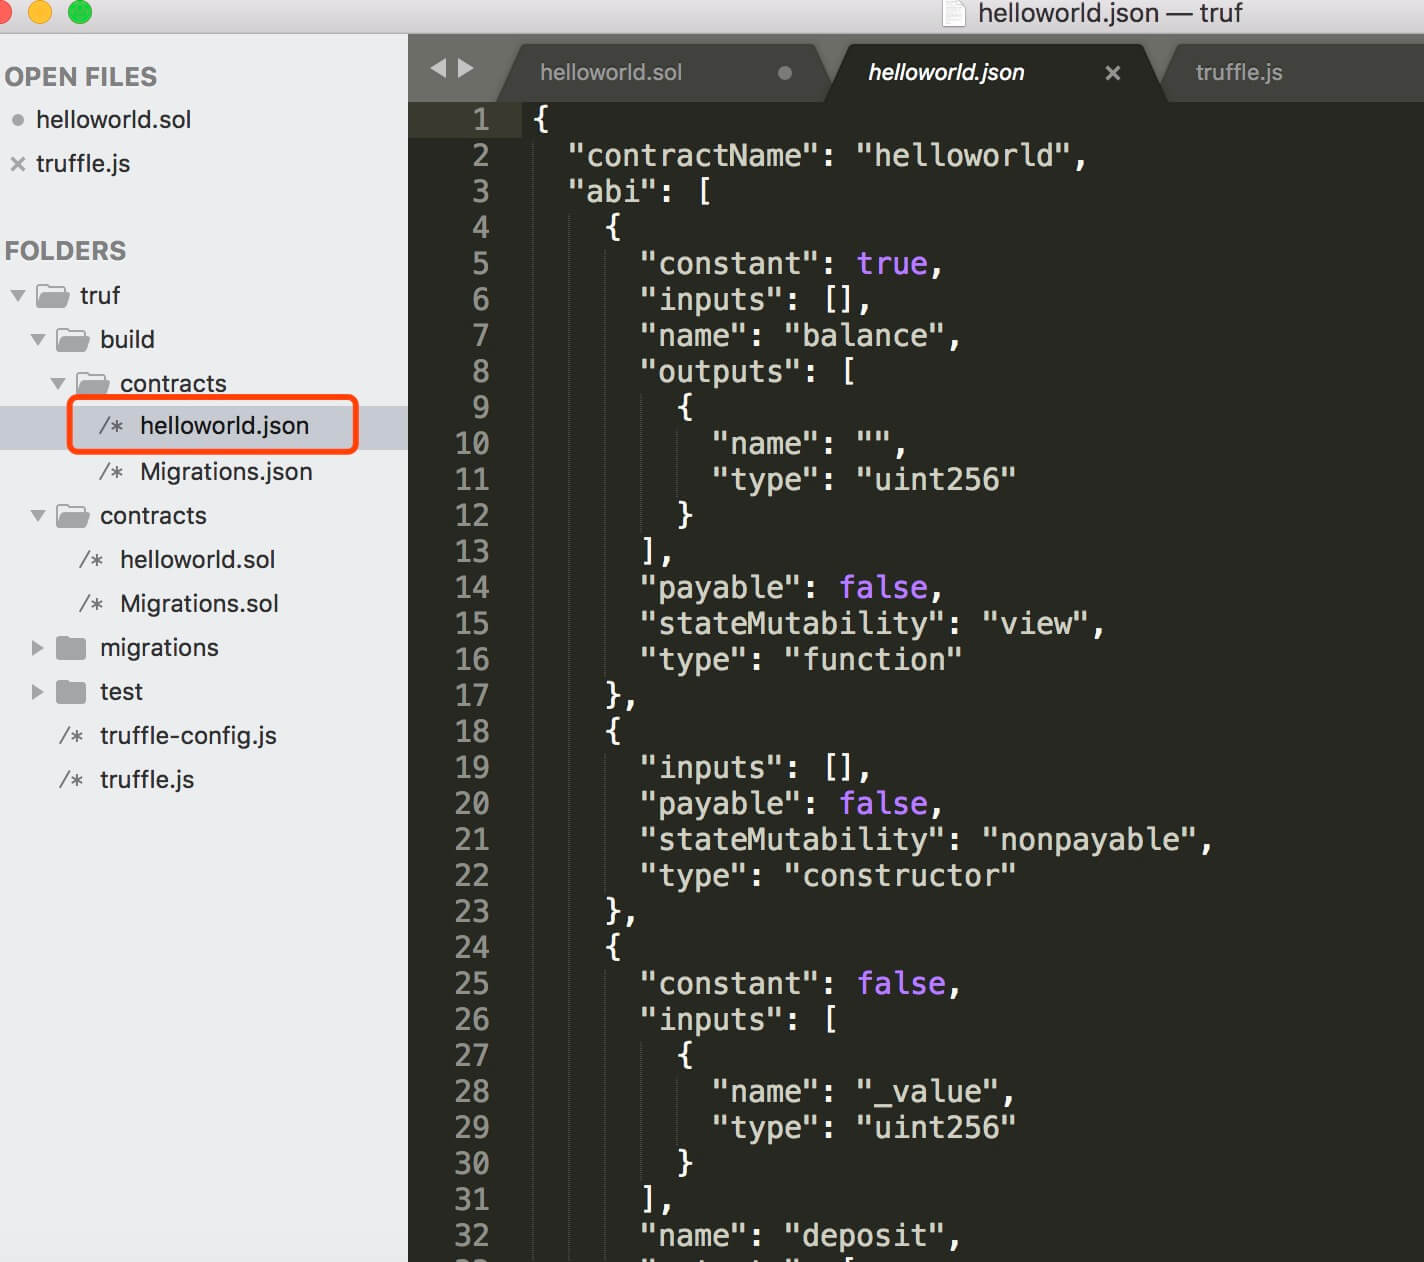 helloworld.json — truf
OPEN FILES
helloworld.sol
truffle.js
FOLDERS
truf
build
contracts
/* helloworld.json
/* Migrations.json
contracts
/* helloworld.sol
/* Migrations.sol
migrations
test
/* truffle-config.js
/* truffle.js
helloworld.sol
helloworld.json
truffle.js
1 {
2 "contractName": "helloworld",
3 "abi": [
4 {
5 "constant": true,
6 "inputs": [],
7 "name": "balance",
8 "outputs": [
9 {
10 "name": "",
11 "type": "uint256"
12 }
13 ],
14 "payable": false,
15 "stateMutability": "view",
16 "type": "function"
17 },
18 {
19 "inputs": [],
20 "payable": false,
21 "stateMutability": "nonpayable",
22 "type": "constructor"
23 },
24 {
25 "constant": false,
26 "inputs": [
27 {
28 "name": "_value",
29 "type": "uint256"
30 }
31 ],
32 "name": "deposit",